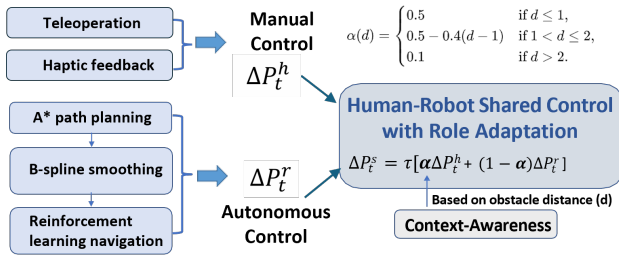 Teleoperation
Haptic feedback
Manual
Control
ΔP_t^h
α(d) = { 0.5 if d ≤ 1,
0.5 − 0.4(d − 1) if 1 < d ≤ 2,
0.1 if d > 2.
A* path planning
B-spline smoothing
Reinforcement
learning navigation
ΔP_t^r
Autonomous
Control
Human-Robot Shared Control
with Role Adaptation
ΔP_t^s = τ[αΔP_t^h + (1 − α)ΔP_t^r]
Based on obstacle distance (d)
Context-Awareness